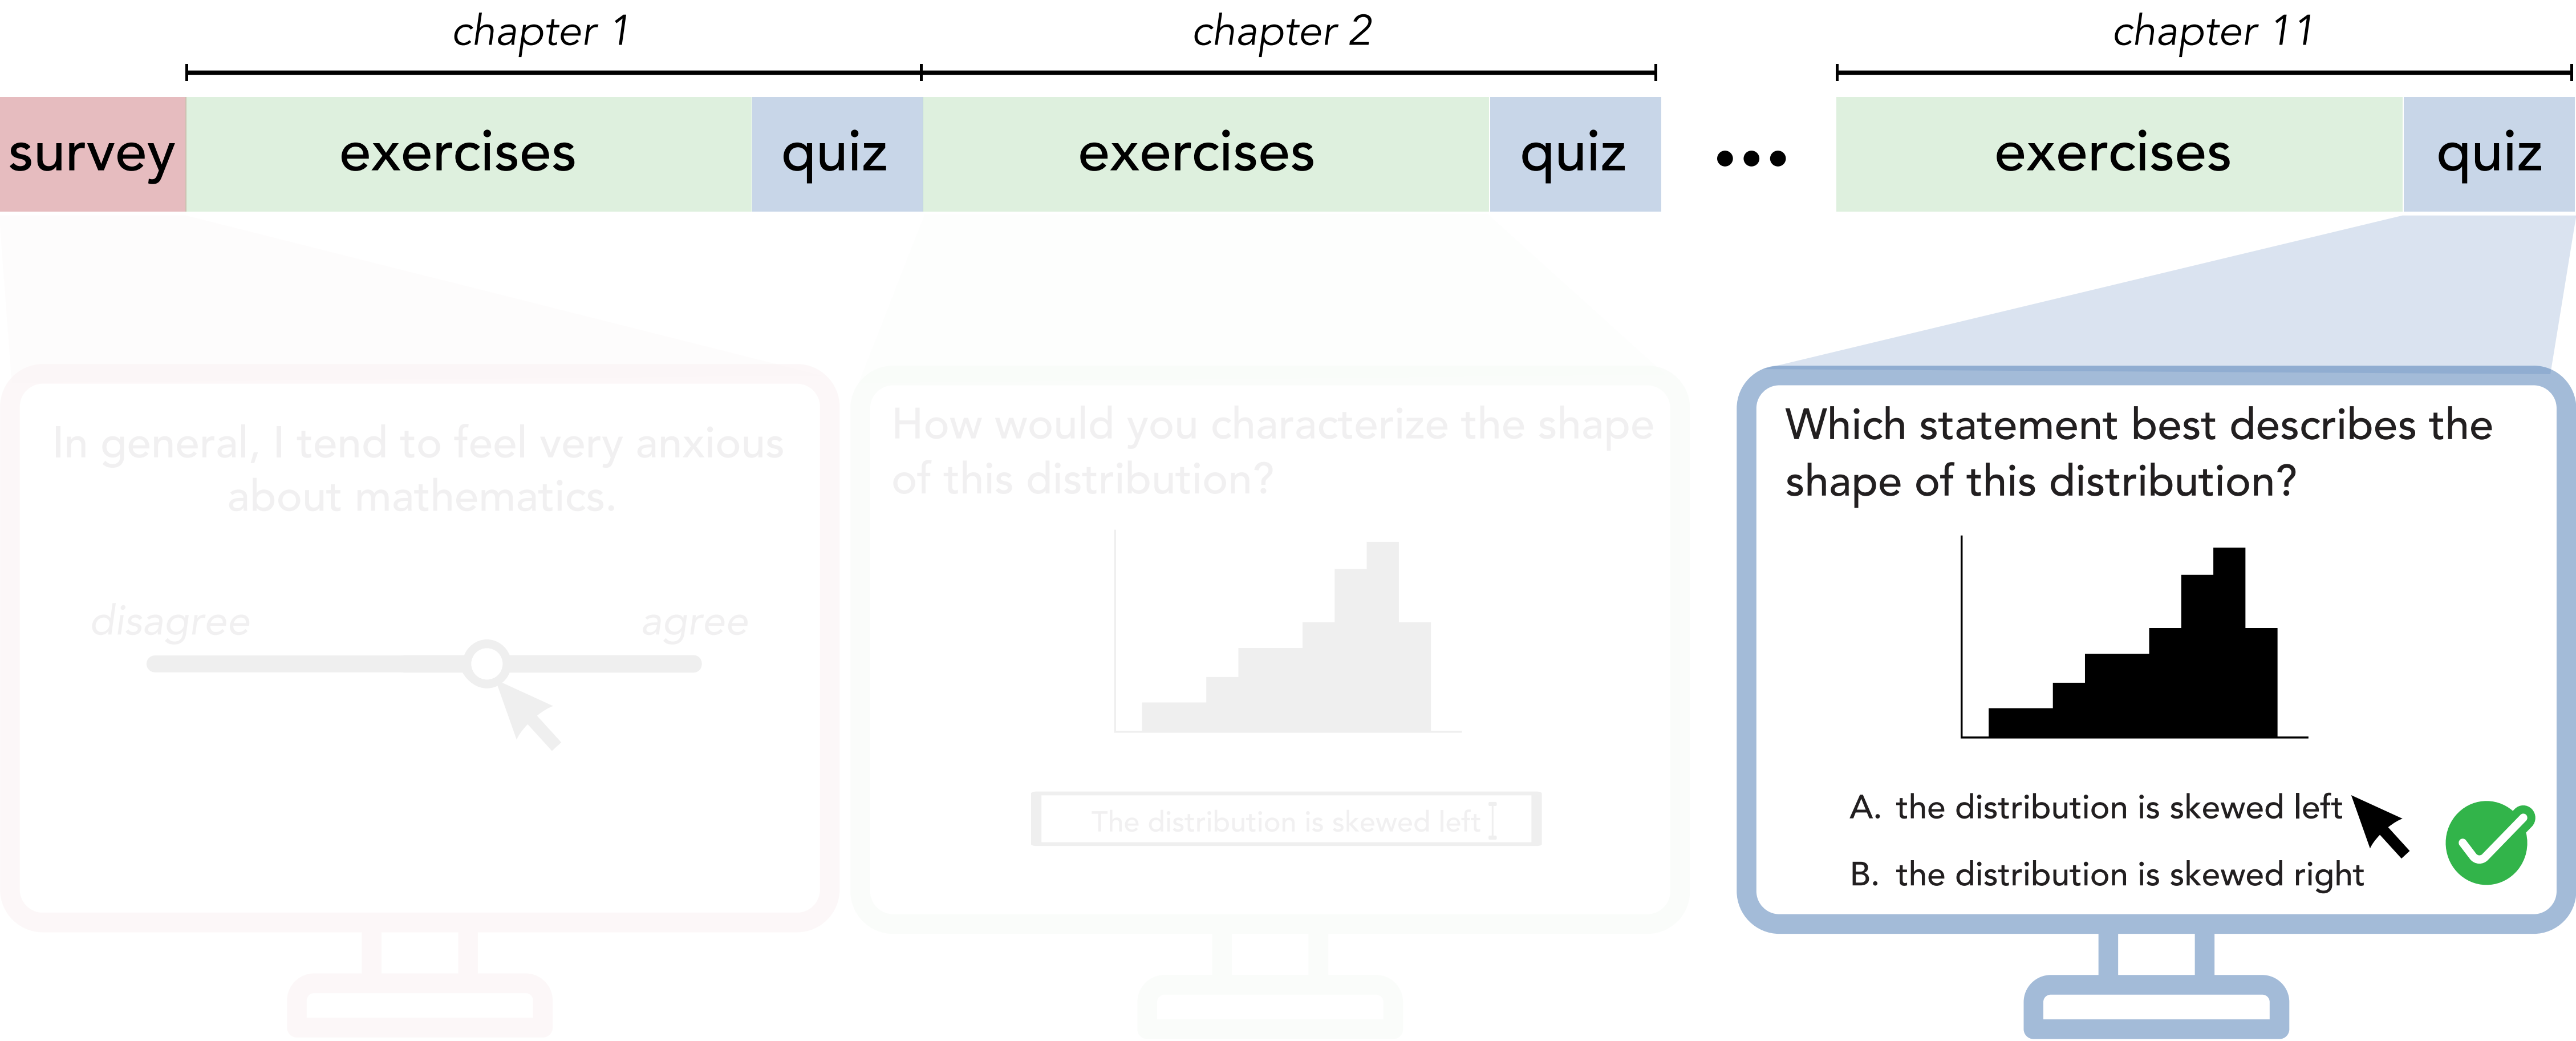 chapter 1
chapter 2
chapter 11
survey
exercises
quiz
exercises
quiz
•••
exercises
quiz
In general, I tend to feel very anxious
about mathematics.
disagree
agree
How would you characterize the shape
of this distribution?
The distribution is skewed left
Which statement best describes the
shape of this distribution?
A. the distribution is skewed left
B. the distribution is skewed right